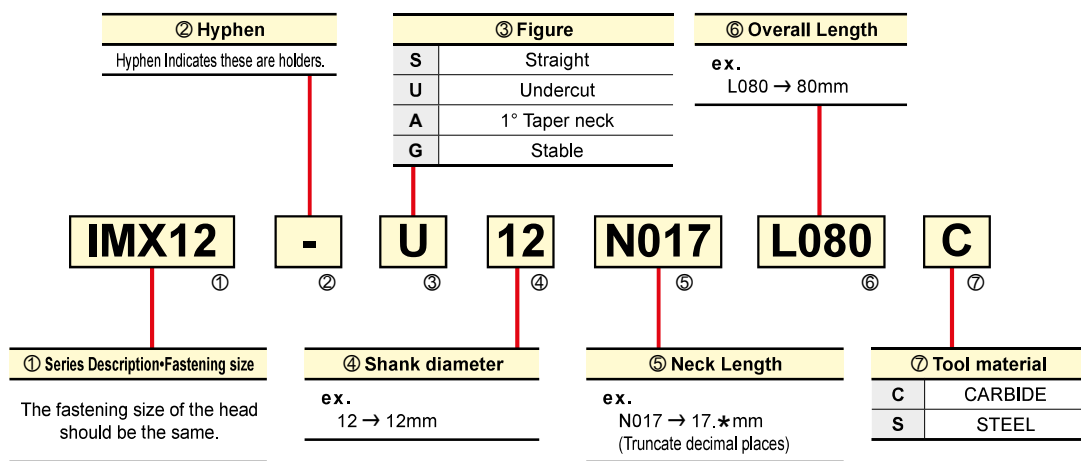 ② Hyphen
Hyphen Indicates these are holders.
③ Figure
S Straight
U Undercut
A 1° Taper neck
G Stable
⑥ Overall Length
ex.
L080 → 80mm
IMX12 - U 12 N017 L080 C
① ② ③ ④ ⑤ ⑥ ⑦
① Series Description•Fastening size
The fastening size of the head
should be the same.
④ Shank diameter
ex.
12 → 12mm
⑤ Neck Length
ex.
N017 → 17.*mm
(Truncate decimal places)
⑦ Tool material
C CARBIDE
S STEEL